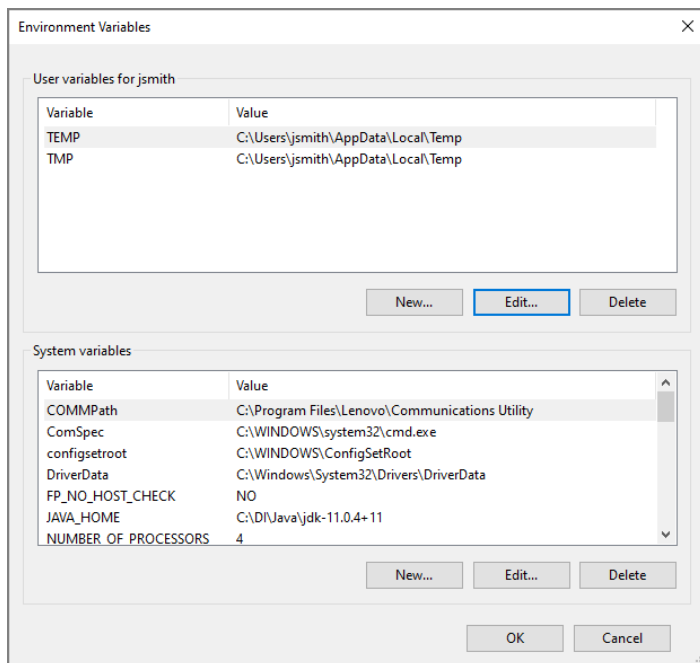 Environment Variables
User variables for jsmith
Variable Value
TEMP C:\Users\jsmith\AppData\Local\Temp
TMP C:\Users\jsmith\AppData\Local\Temp
New... Edit... Delete
System variables
Variable Value
COMMPath C:\Program Files\Lenovo\Communications Utility
ComSpec C:\WINDOWS\system32\cmd.exe
configsetroot C:\WINDOWS\ConfigSetRoot
DriverData C:\Windows\System32\Drivers\DriverData
FP_NO_HOST_CHECK NO
JAVA_HOME C:\DI\Java\jdk-11.0.4+11
NUMBER_OF_PROCESSORS 4
New... Edit... Delete
OK Cancel